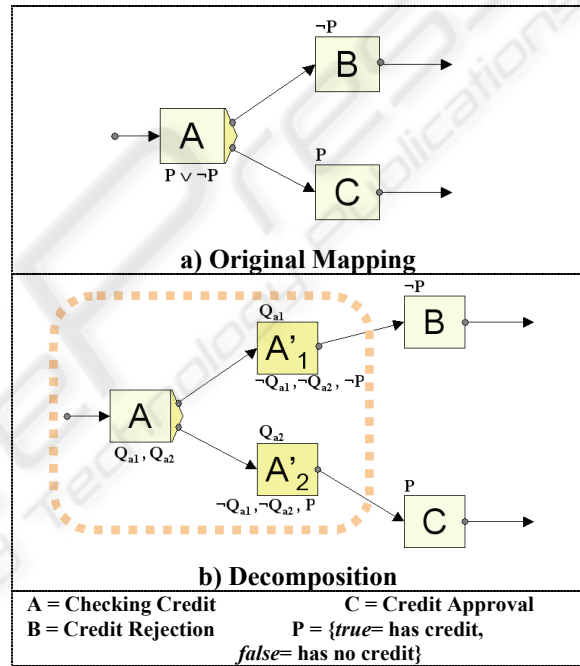 ¬P
B
A
P ∨ ¬P
P
C
a) Original Mapping
¬P
B
Qa1
A'1
¬Qa1,¬Qa2, ¬P
A
Qa1, Qa2
Qa2
A'2
¬Qa1,¬Qa2, P
P
C
b) Decomposition
A = Checking Credit C = Credit Approval
B = Credit Rejection P = {true= has credit,
false= has no credit}